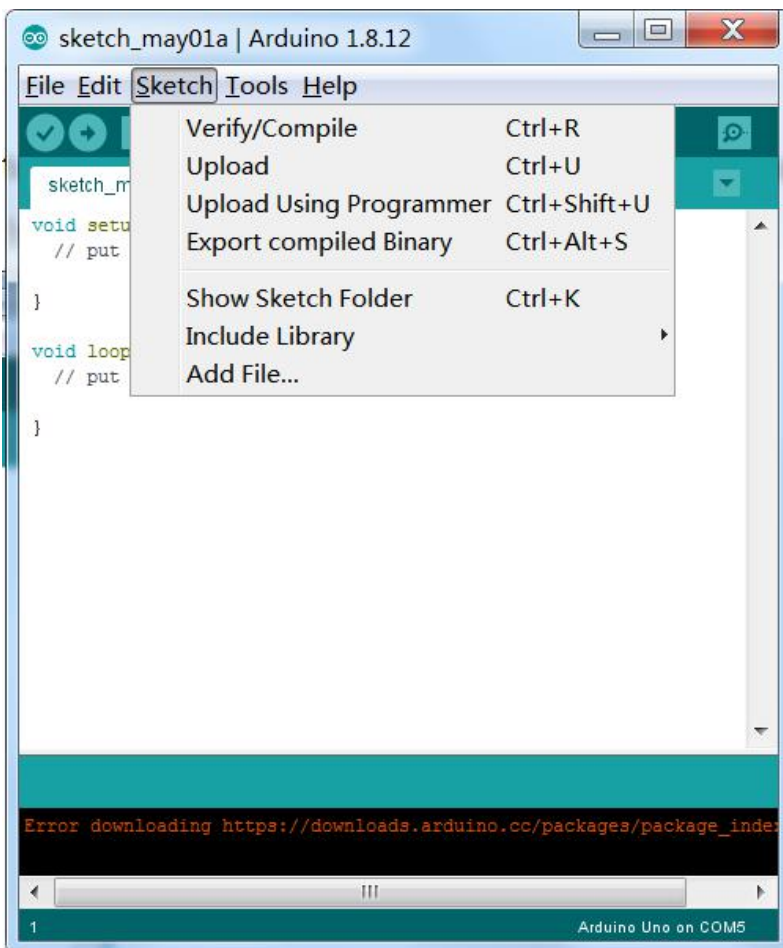 sketch_may01a | Arduino 1.8.12
File Edit Sketch Tools Help
Verify/Compile Ctrl+R
Upload Ctrl+U
Upload Using Programmer Ctrl+Shift+U
Export compiled Binary Ctrl+Alt+S
Show Sketch Folder Ctrl+K
Include Library
Add File...
sketch_m
void setu
// put
}
void loop
// put
}
Error downloading https://downloads.arduino.cc/packages/package_inde
1 Arduino Uno on COM5